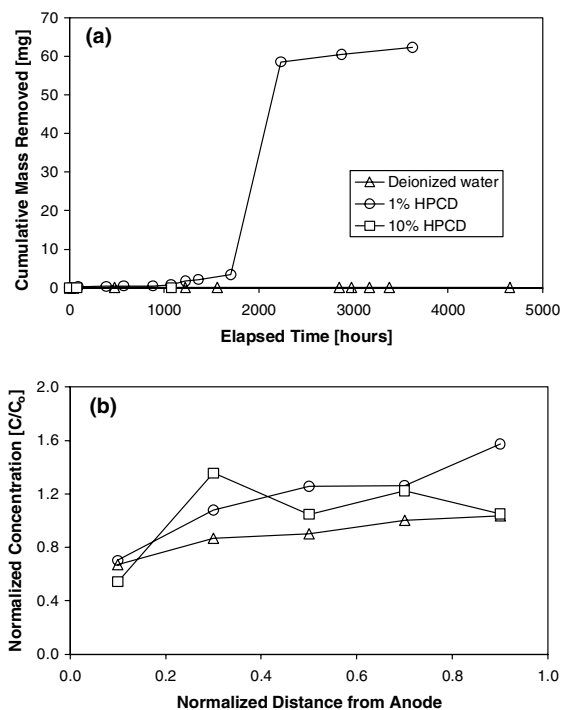 (a)
Cumulative Mass Removed [mg]
70
60
50
40
30
20
10
0
Deionized water
1% HPCD
10% HPCD
0 1000 2000 3000 4000 5000
Elapsed Time [hours]
(b)
Normalized Concentration [C/Co]
2.0
1.6
1.2
0.8
0.4
0.0
0.0 0.2 0.4 0.6 0.8 1.0
Normalized Distance from Anode